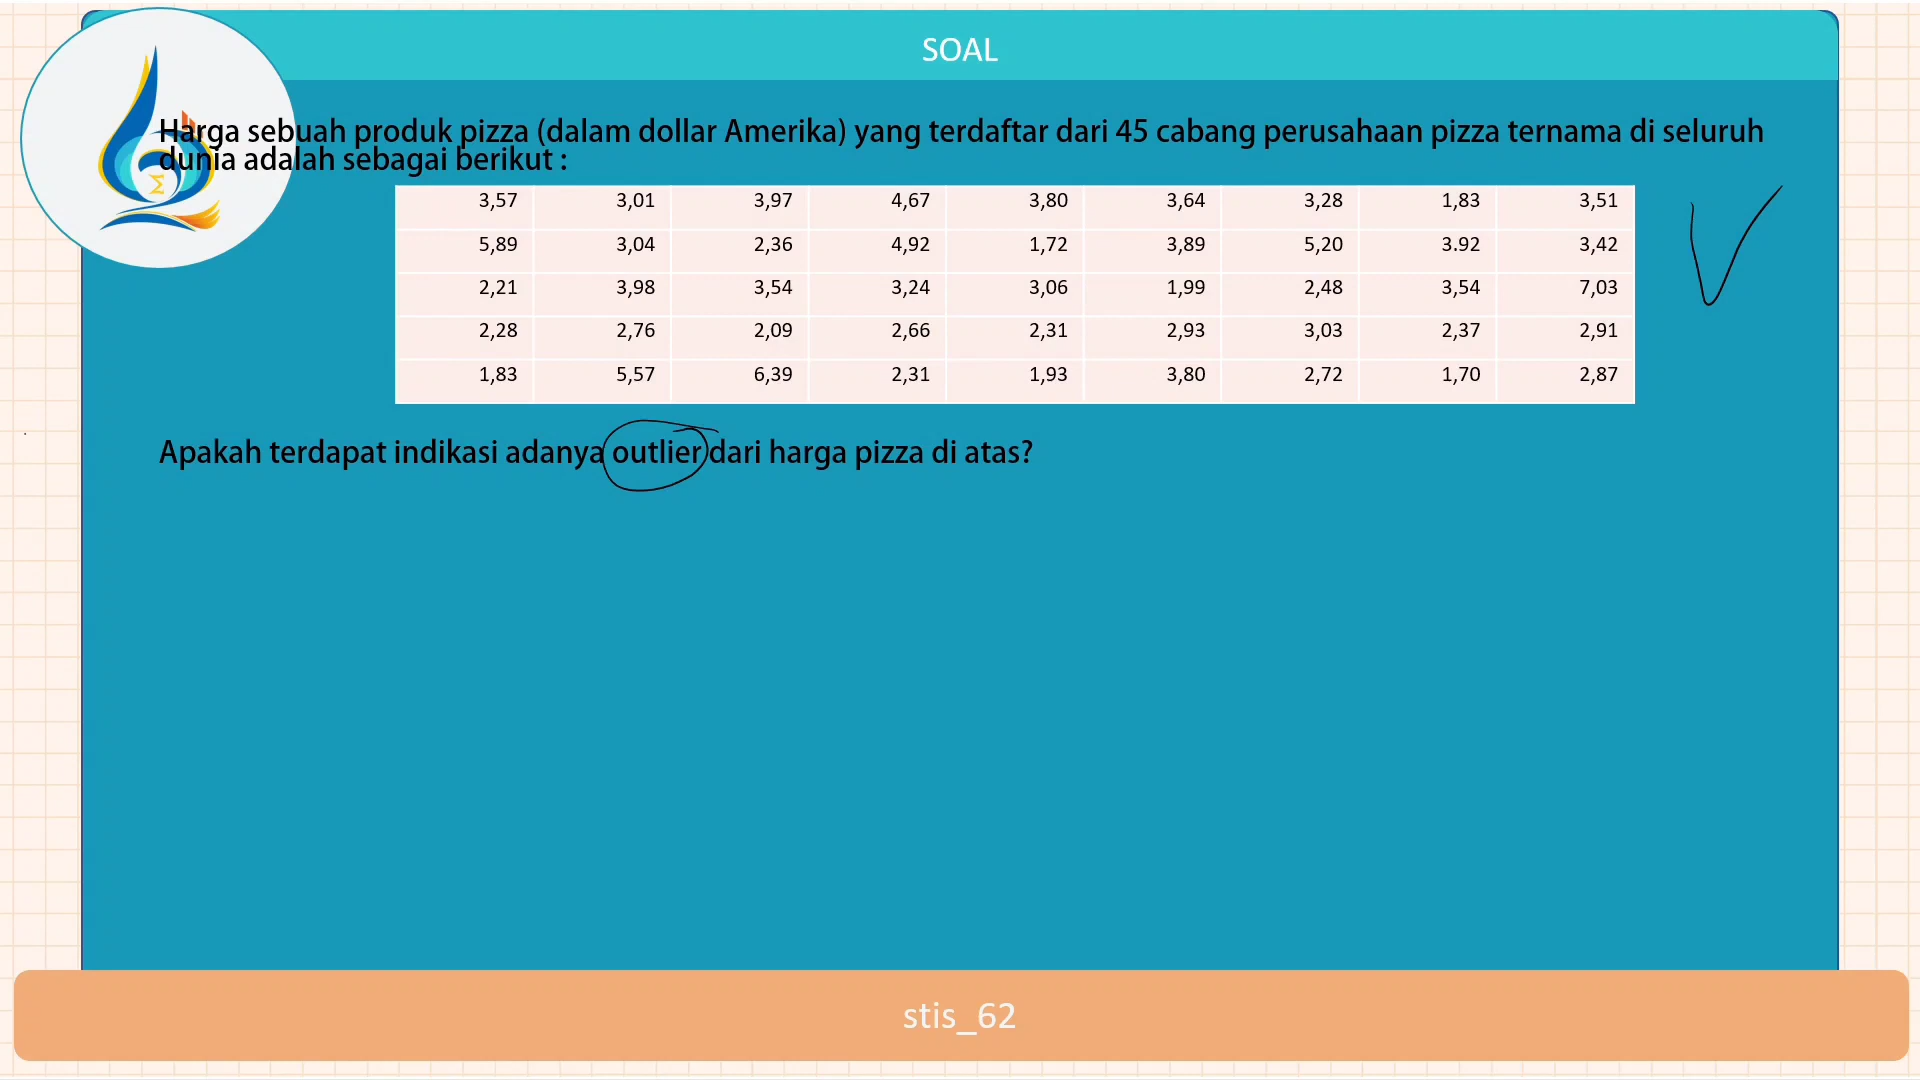 SOAL
Harga sebuah produk pizza (dalam dollar Amerika) yang terdaftar dari 45 cabang perusahaan pizza ternama di seluruh
dunia adalah sebagai berikut :
3,57 3,01 3,97 4,67 3,80 3,64 3,28 1,83 3,51
5,89 3,04 2,36 4,92 1,72 3,89 5,20 3.92 3,42
2,21 3,98 3,54 3,24 3,06 1,99 2,48 3,54 7,03
2,28 2,76 2,09 2,66 2,31 2,93 3,03 2,37 2,91
1,83 5,57 6,39 2,31 1,93 3,80 2,72 1,70 2,87
Apakah terdapat indikasi adanya outlier dari harga pizza di atas?
stis_62